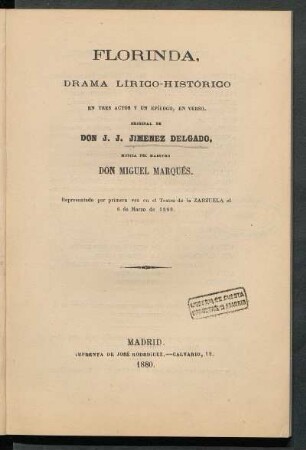 FLORINDA,
DRAMA LÍRICO-HISTÓRICO
EN TRES ACTOS Y UN EPÍLOGO, EN VERSO,
ORIGINAL DE
DON J. J. JIMENEZ DELGADO,
MÚSICA DEL MAESTRO
DON MIGUEL MARQUÉS.
Representado por primera vez en el Teatro de la ZARZUELA el
6 de Marzo de 1880.
MADRID.
IMPRENTA DE JOSÉ RODRIGUEZ.—CALVARIO, 18.
1880.